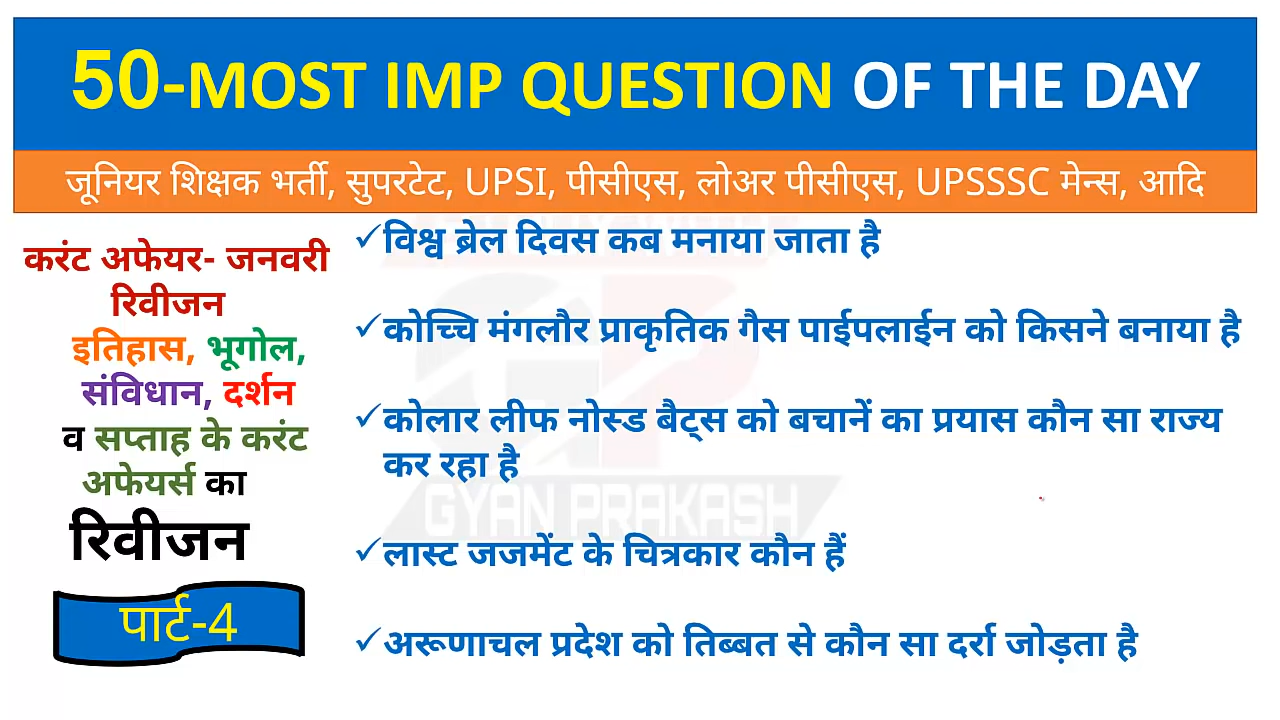 50-MOST IMP QUESTION OF THE DAY
जूनियर शिक्षक भर्ती, सुपरटेट, UPSI, पीसीएस, लोअर पीसीएस, UPSSSC मेन्स, आदि
करंट अफेयर- जनवरी
रिवीजन
इतिहास, भूगोल,
संविधान, दर्शन
व सप्ताह के करंट
अफेयर्स का
रिवीजन
पार्ट-4
✓विश्व ब्रेल दिवस कब मनाया जाता है
✓कोच्चि मंगलौर प्राकृतिक गैस पाईपलाईन को किसने बनाया है
✓कोलार लीफ नोस्ड बैट्स को बचानें का प्रयास कौन सा राज्य
कर रहा है
✓लास्ट जजमेंट के चित्रकार कौन हैं
✓अरूणाचल प्रदेश को तिब्बत से कौन सा दर्रा जोड़ता है
GYAN PRAKASH